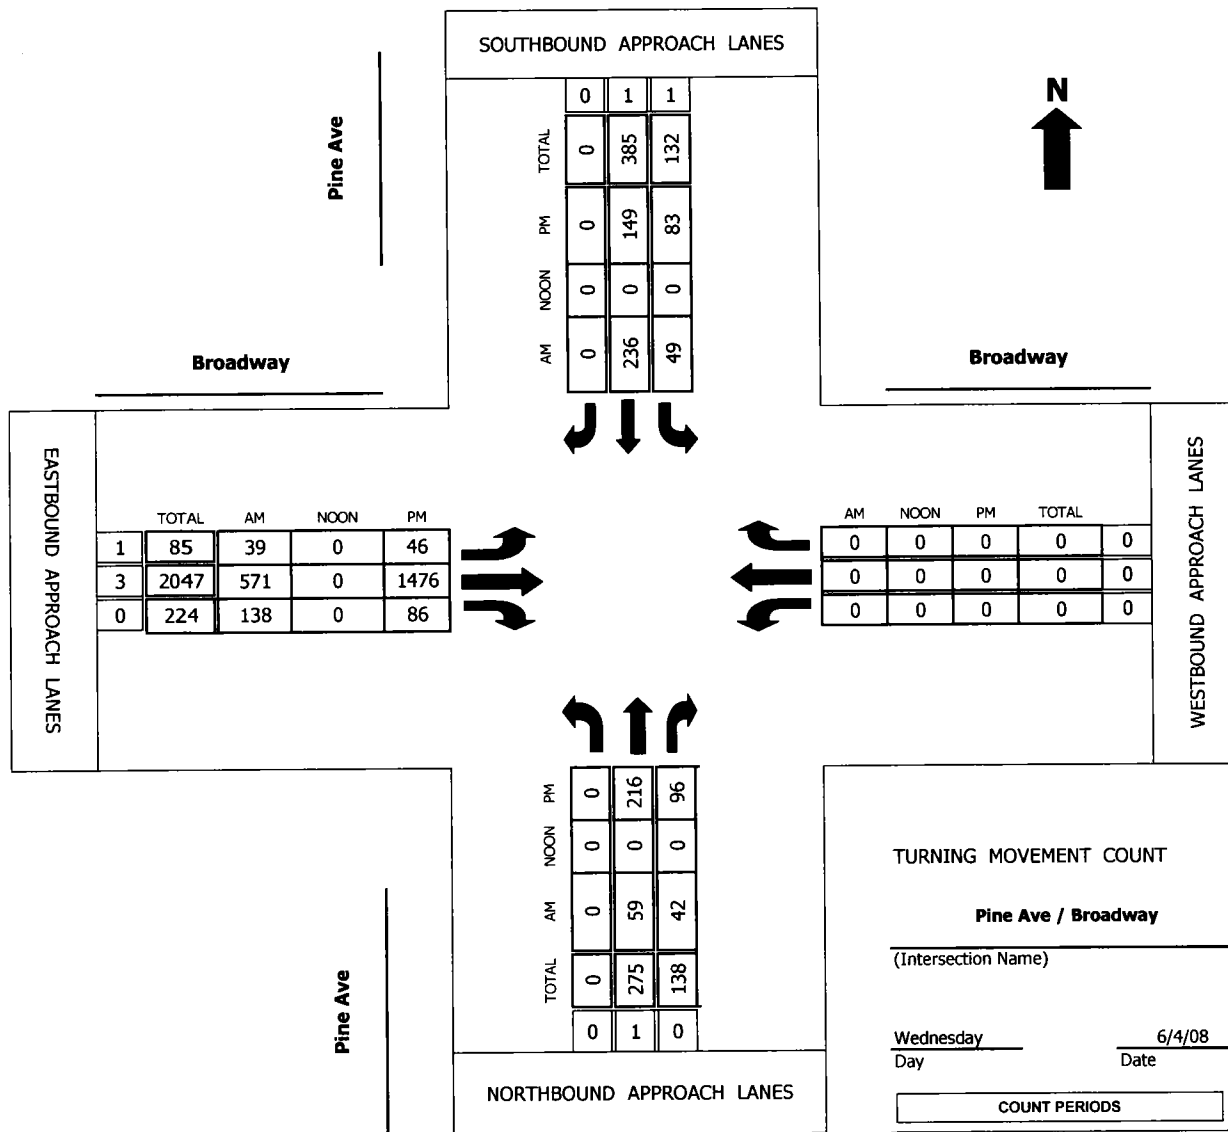 SOUTHBOUND APPROACH LANES
N
Pine Ave
0 1 1
TOTAL 0 385 132
PM 0 149 83
NOON 0 0 0
AM 0 236 49
Broadway
Broadway
EASTBOUND APPROACH LANES
TOTAL AM NOON PM
1 85 39 0 46
3 2047 571 0 1476
0 224 138 0 86
AM NOON PM TOTAL
0 0 0 0 0
0 0 0 0 0
0 0 0 0 0
WESTBOUND APPROACH LANES
PM 0 216 96
NOON 0 0 0
AM 0 59 42
TOTAL 0 275 138
0 1 0
Pine Ave
NORTHBOUND APPROACH LANES
TURNING MOVEMENT COUNT
Pine Ave / Broadway
(Intersection Name)
Wednesday 6/4/08
Day Date
COUNT PERIODS